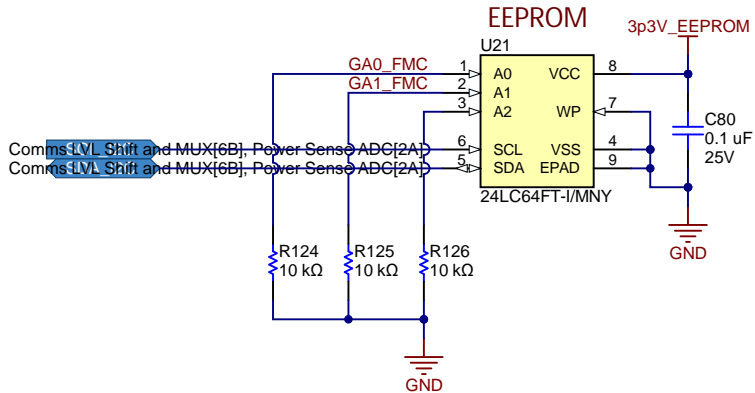 EEPROM
3p3V_EEPROM
U21
GA0_FMC 1 A0 VCC 8
GA1_FMC 2 A1
3 A2 WP 7
C80
0.1 uF
25V
Comms LVL Shift and MUX[6B], Power Sense ADC[2A] 6 SCL VSS 4
Comms LVL Shift and MUX[6B], Power Sense ADC[2A] 5 SDA EPAD 9
24LC64FT-I/MNY
GND
R124 R125 R126
10 kΩ 10 kΩ 10 kΩ
GND